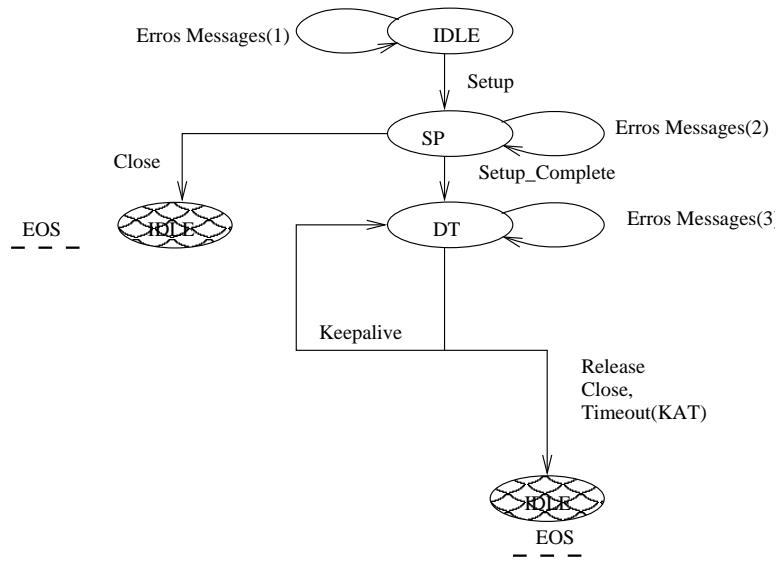 Erros Messages(1)
IDLE
Setup
SP
Erros Messages(2)
Close
Setup_Complete
EOS
IDLE
DT
Erros Messages(3)
Keepalive
Release
Close,
Timeout(KAT)
IDLE
EOS